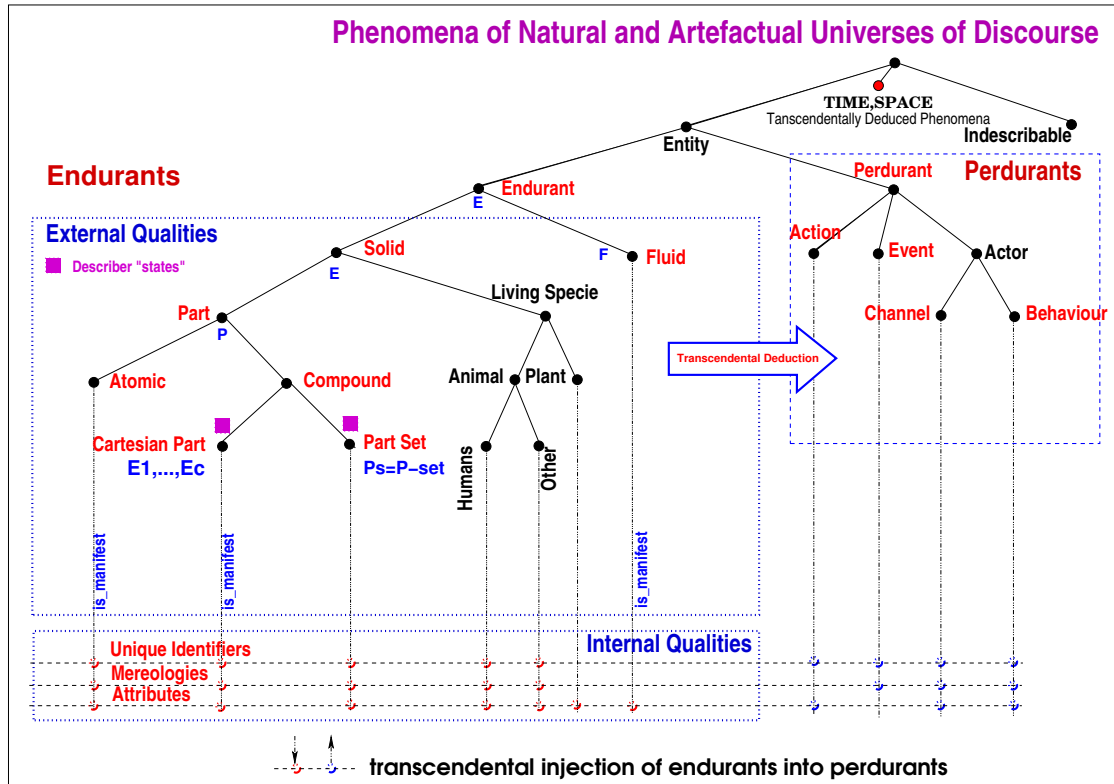 Phenomena of Natural and Artefactual Universes of Discourse
TIME,SPACE
Tanscendentally Deduced Phenomena
Indescribable
Entity
Endurants
Perdurant
Perdurants
Endurant
E
External Qualities
Describer "states"
Solid
E
F
Fluid
Action
Event
Actor
Living Specie
Part
P
Channel
Behaviour
Transcendental Deduction
Atomic
Compound
Animal
Plant
Cartesian Part
E1,...,Ec
Part Set
Ps=P-set
Humans
Other
is_manifest
is_manifest
is_manifest
Internal Qualities
Unique Identifiers
Mereologies
Attributes
transcendental injection of endurants into perdurants